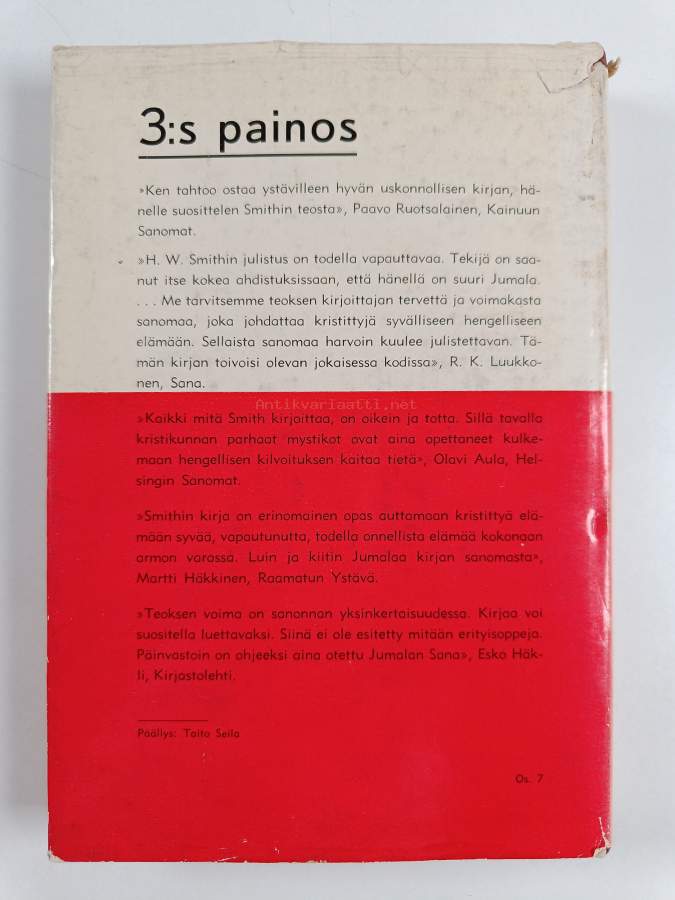 3:s painos
»Ken tahtoo ostaa ystävilleen hyvän uskonnollisen kirjan, hä-
nelle suosittelen Smithin teosta», Paavo Ruotsalainen, Kainuun
Sanomat.
»H. W. Smithin julistus on todella vapauttavaa. Tekijä on saa-
nut itse kokea ahdistuksissaan, että hänellä on suuri Jumala.
. . . Me tarvitsemme teoksen kirjoittajan tervettä ja voimakasta
sanomaa, joka johdattaa kristittyjä syvälliseen hengelliseen
elämään. Sellaista sanomaa harvoin kuulee julistettavan. Tä-
män kirjan toivoisi olevan jokaisessa kodissa», R. K. Luukko-
nen, Sana.
Antikvariaatti.net
»Kaikki mitä Smith kirjoittaa, on oikein ja totta. Sillä tavalla
kristikunnan parhaat mystikot ovat aina opettaneet kulke-
maan hengellisen kilvoituksen kaitaa tietä», Olavi Aula, Hel-
singin Sanomat.
»Smithin kirja on erinomainen opas auttamaan kristittyä elä-
mään syvää, vapautunutta, todella onnellista elämää kokonaan
armon varassa. Luin ja kiitin Jumalaa kirjan sanomasta»,
Martti Häkkinen, Raamatun Ystävä.
»Teoksen voima on sanonnan yksinkertaisuudessa. Kirjaa voi
suositella luettavaksi. Siinä ei ole esitetty mitään erityisoppeja.
Päinvastoin on ohjeeksi aina otettu Jumalan Sana», Esko Häk-
li, Kirjastolehti.
Päällys: Taito Seila
Os. 7